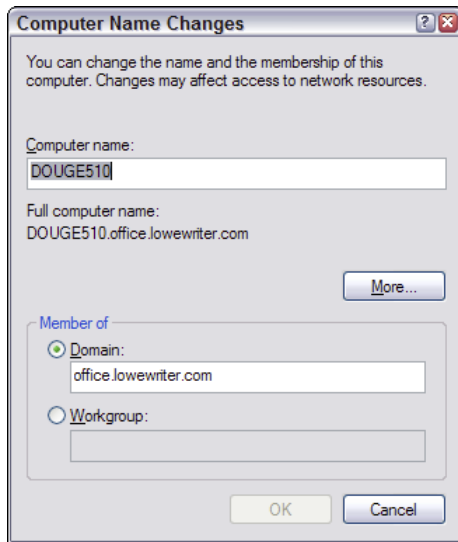 Computer Name Changes
You can change the name and the membership of this
computer. Changes may affect access to network resources.
Computer name:
DOUGE510
Full computer name:
DOUGE510.office.lowewriter.com
More...
Member of
Domain:
office.lowewriter.com
Workgroup:
OK
Cancel